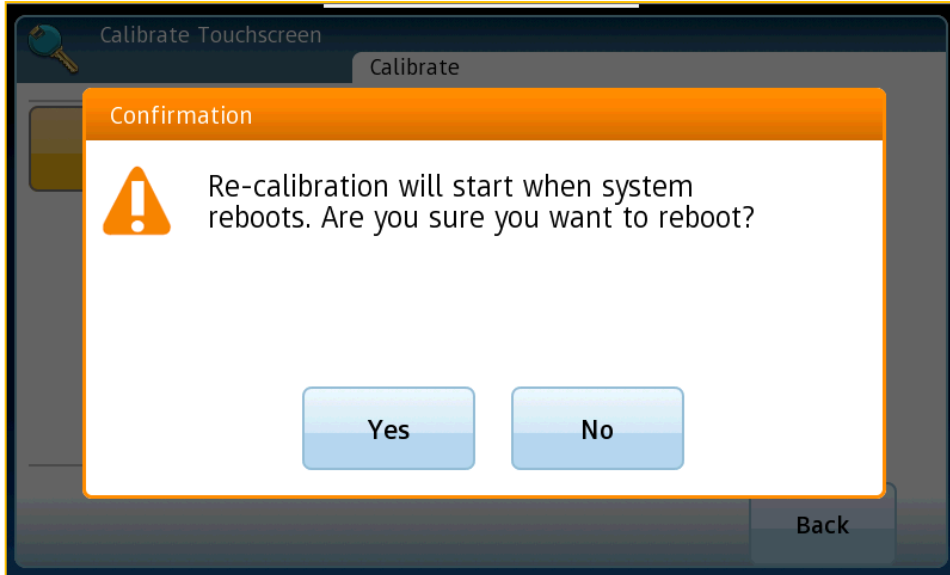 Calibrate Touchscreen
Calibrate
Confirmation
Re-calibration will start when system
reboots. Are you sure you want to reboot?
Yes
No
Back